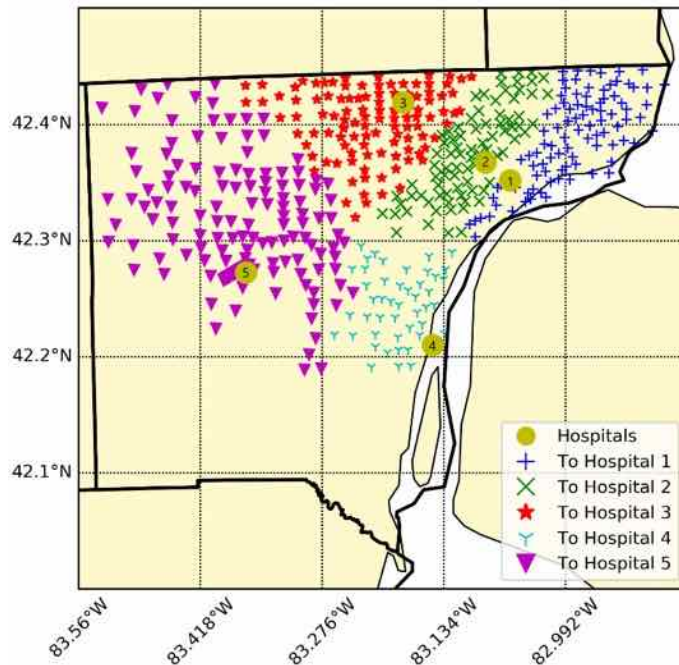 42.4°N
42.3°N
42.2°N
42.1°N
3
2
1
5
4
Hospitals
To Hospital 1
To Hospital 2
To Hospital 3
To Hospital 4
To Hospital 5
83.56°W
83.418°W
83.276°W
83.134°W
82.992°W